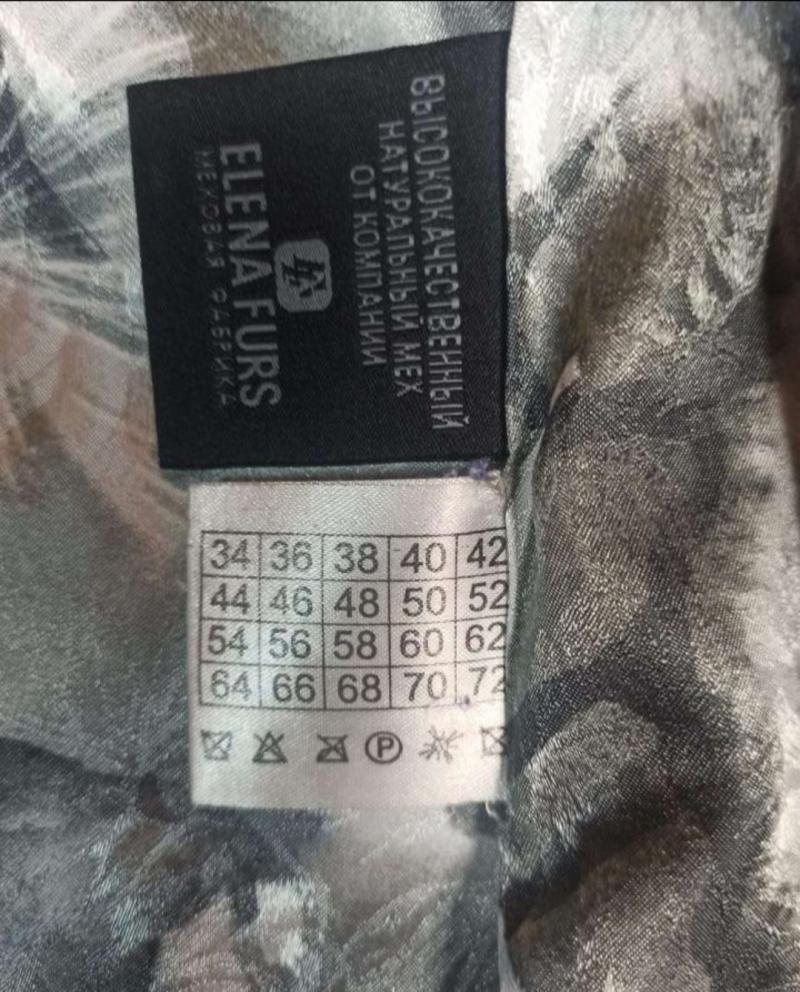 ВЫСОКОКАЧЕСТВЕННЫЙ
НАТУРАЛЬНЫЙ МЕХ
ОТ КОМПАНИИ
ELENA FURS
МЕХОВАЯ ФАБРИКА
34 36 38 40 42
44 46 48 50 52
54 56 58 60 62
64 66 68 70 72
P